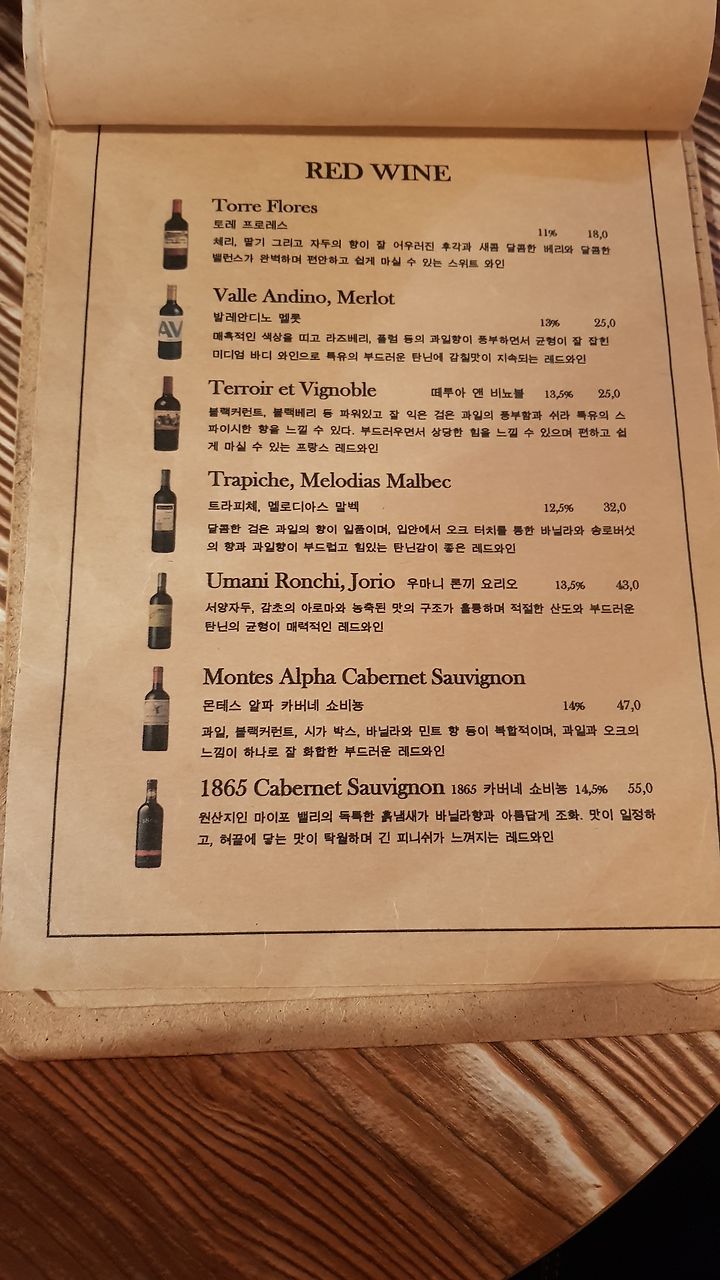 RED WINE
Torre Flores
토레 프로레스
11% 18,0
체리, 딸기 그리고 자두의 향이 잘 어우러진 후각과 새콤 달콤한 베리와 달콤한
밸런스가 완벽하며 편안하고 쉽게 마실 수 있는 스위트 와인
Valle Andino, Merlot
발레안디노 멜롯 13% 25,0
매혹적인 색상을 띠고 라즈베리, 플럼 등의 과일향이 풍부하면서 균형이 잘 잡힌
미디엄 바디 와인으로 특유의 부드러운 탄닌에 감칠맛이 지속되는 레드와인
Terroir et Vignoble 떼루아 앤 비뇨블 13,5% 25,0
블랙커런트, 블랙베리 등 파워있고 잘 익은 검은 과일의 풍부함과 쉬라 특유의 스
파이시한 향을 느낄 수 있다. 부드러우면서 상당한 힘을 느낄 수 있으며 편하고 쉽
게 마실 수 있는 프랑스 레드와인
Trapiche, Melodias Malbec
트라피체, 멜로디아스 말벡 12,5% 32,0
달콤한 검은 과일의 향이 일품이며, 입안에서 오크 터치를 통한 바닐라와 송로버섯
의 향과 과일향이 부드럽고 힘있는 탄닌감이 좋은 레드와인
Umani Ronchi, Jorio 우마니 론끼 요리오 13,5% 43,0
서양자두, 감초의 아로마와 농축된 맛의 구조가 훌륭하며 적절한 산도와 부드러운
탄닌의 균형이 매력적인 레드와인
Montes Alpha Cabernet Sauvignon
몬테스 알파 카버네 쇼비뇽 14% 47,0
과일, 블랙커런트, 시가 박스, 바닐라와 민트 향 등이 복합적이며, 과일과 오크의
느낌이 하나로 잘 화합한 부드러운 레드와인
1865 Cabernet Sauvignon 1865 카버네 쇼비뇽 14,5% 55,0
원산지인 마이포 밸리의 독특한 흙냄새가 바닐라향과 아름답게 조화. 맛이 일정하
고, 혀끝에 닿는 맛이 탁월하며 긴 피니쉬가 느껴지는 레드와인
AV